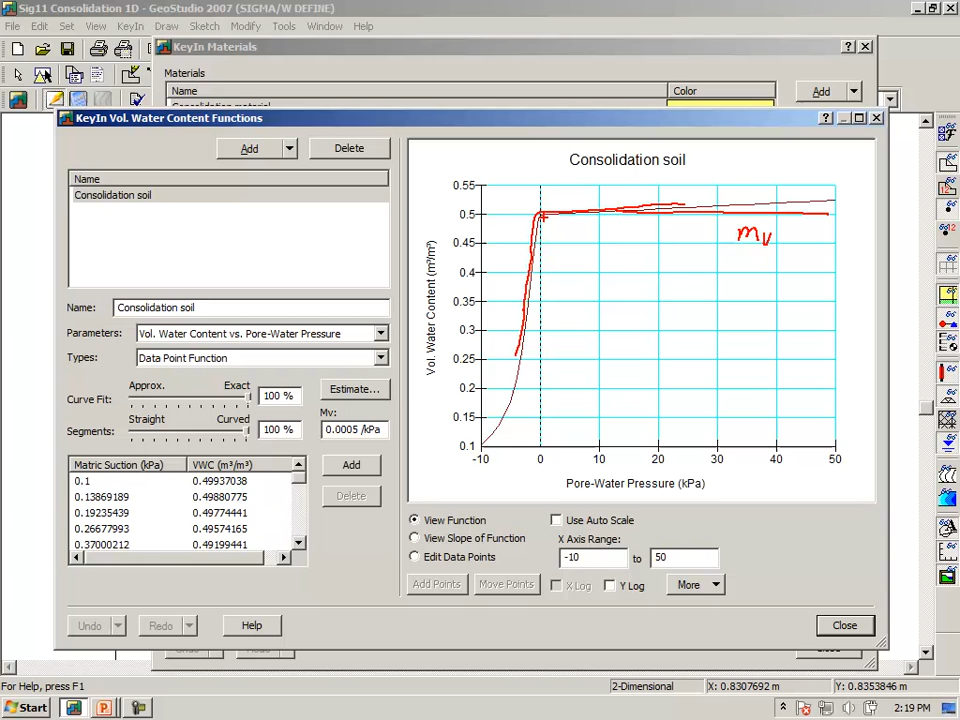 Sig11 Consolidation 1D - GeoStudio 2007 (SIGMA/W DEFINE)
File Edit Set View KeyIn Draw Sketch Modify Tools Window Help
KeyIn Materials
Materials
Name Color
Add
KeyIn Vol. Water Content Functions
Add Delete
Name
Consolidation soil
Name: Consolidation soil
Parameters: Vol. Water Content vs. Pore-Water Pressure
Types: Data Point Function
Approx. Exact
Curve Fit: 100 % Estimate...
Straight Curved Mv:
Segments: 100 % 0.0005 /kPa
Matric Suction (kPa) VWC (m³/m³) Add
0.1 0.49937038
0.13869189 0.49880775 Delete
0.19235439 0.49774441
0.26677993 0.49574165
0.37000212 0.49199441
Undo Redo Help
Consolidation soil
Vol. Water Content (m³/m³)
0.55
0.5
0.45
0.4
0.35
0.3
0.25
0.2
0.15
0.1
mv
-10 0 10 20 30 40 50
Pore-Water Pressure (kPa)
View Function Use Auto Scale
View Slope of Function X Axis Range:
Edit Data Points -10 to 50
Add Points Move Points X Log Y Log More
Close
For Help, press F1 2-Dimensional X: 0.8307692 m Y: 0.8353846 m
Start 2:19 PM